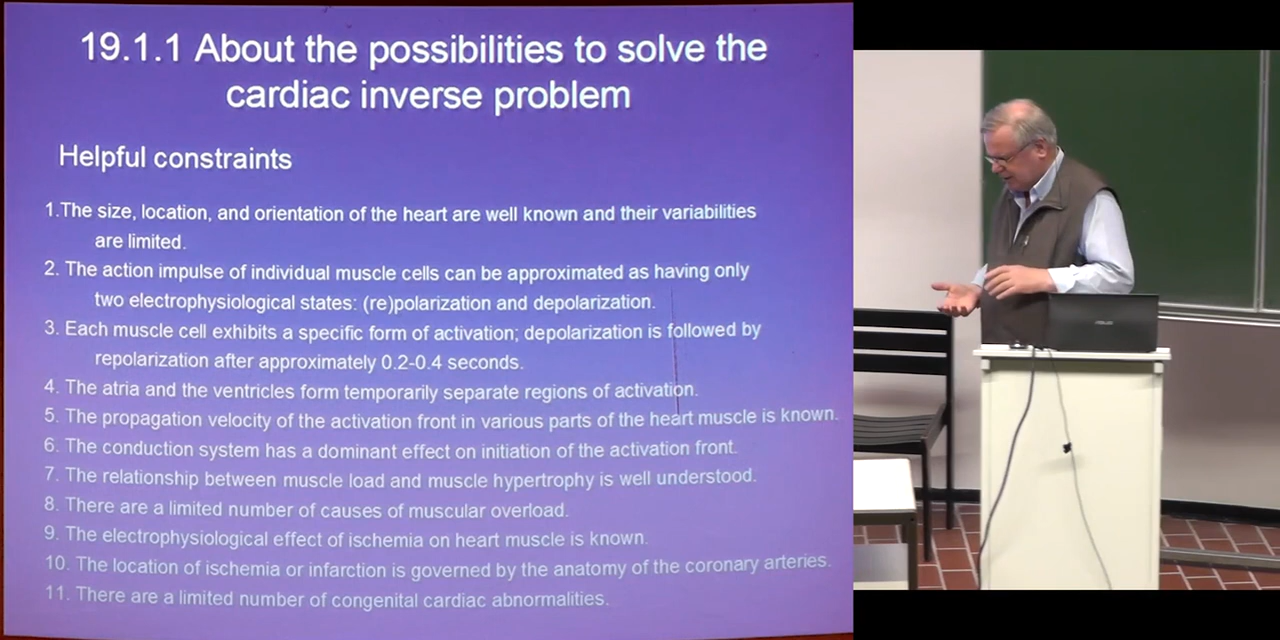 19.1.1 About the possibilities to solve the
cardiac inverse problem
Helpful constraints
1.The size, location, and orientation of the heart are well known and their variabilities
are limited.
2. The action impulse of individual muscle cells can be approximated as having only
two electrophysiological states: (re)polarization and depolarization.
3. Each muscle cell exhibits a specific form of activation; depolarization is followed by
repolarization after approximately 0.2-0.4 seconds.
4. The atria and the ventricles form temporarily separate regions of activation.
5. The propagation velocity of the activation front in various parts of the heart muscle is known.
6. The conduction system has a dominant effect on initiation of the activation front.
7. The relationship between muscle load and muscle hypertrophy is well understood.
8. There are a limited number of causes of muscular overload.
9. The electrophysiological effect of ischemia on heart muscle is known.
10. The location of ischemia or infarction is governed by the anatomy of the coronary arteries.
11. There are a limited number of congenital cardiac abnormalities.
ASUS